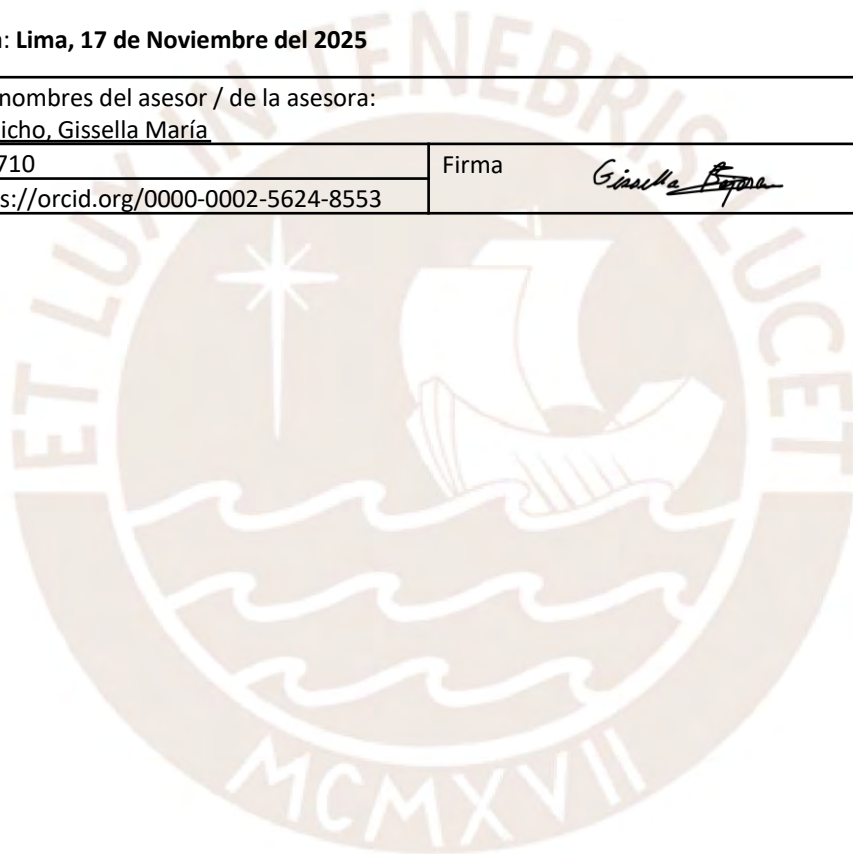 : Lima, 17 de Noviembre del 2025
nombres del asesor / de la asesora:
icho, Gissella María
710
Firma
Gissella
s://orcid.org/0000-0002-5624-8553
ET LUX IN TENEBRIS LUCET
MCMXVII